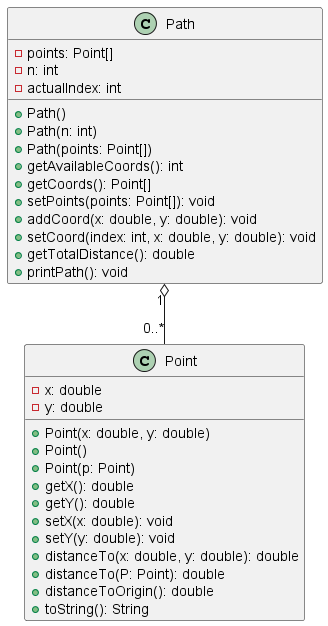 C Path
points: Point[]
n: int
actualIndex: int
Path()
Path(n: int)
Path(points: Point[])
getAvailableCoords(): int
getCoords(): Point[]
setPoints(points: Point[]): void
addCoord(x: double, y: double): void
setCoord(index: int, x: double, y: double): void
getTotalDistance(): double
printPath(): void
1
0..*
C Point
x: double
y: double
Point(x: double, y: double)
Point()
Point(p: Point)
getX(): double
getY(): double
setX(x: double): void
setY(y: double): void
distanceTo(x: double, y: double): double
distanceTo(P: Point): double
distanceToOrigin(): double
toString(): String